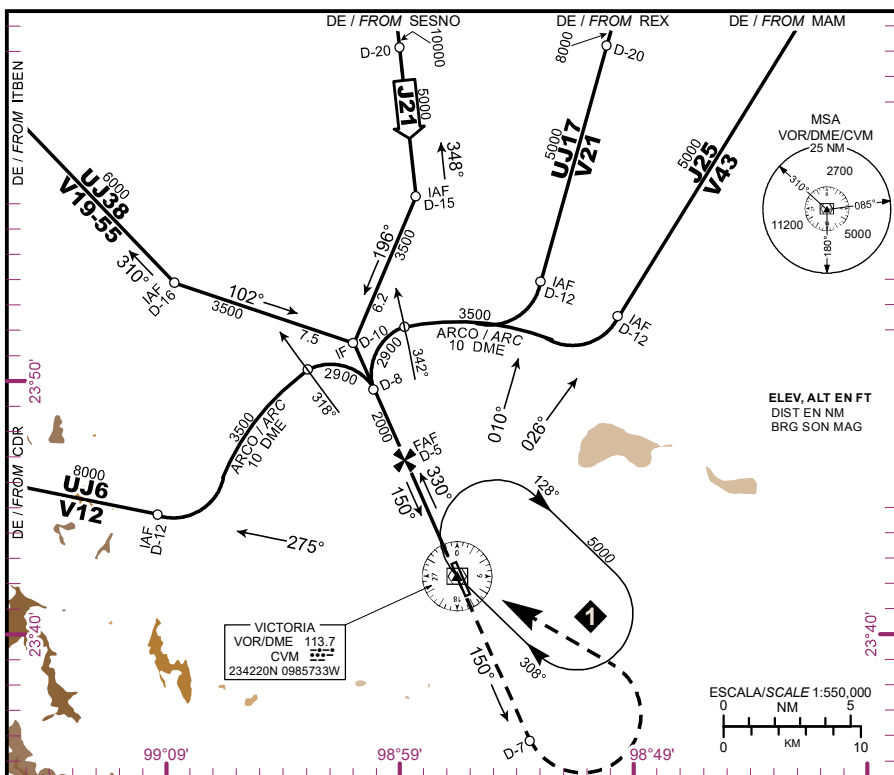 DE / FROM SESNO
DE / FROM REX
DE / FROM MAM
DE / FROM ITBEN
DE / FROM CDR
D-20
10000
J21
5000
348°
IAF
D-15
196°
3500
6.2
D-20
8000
5000
UJ17
V21
IAF
D-12
5000
J25
V43
IAF
D-12
6000
UJ38
V19-55
310°
IAF
D-16
102°
3500
7.5
IF
D-10
3500
ARCO / ARC
10 DME
2900
342°
2900
318°
D-8
3500
ARCO / ARC
10 DME
2000
FAF
D-5
330°
150°
010°
026°
8000
UJ6
V12
IAF
D-12
275°
128°
5000
308°
1
150°
D-7
0
9
18
27
VICTORIA
VOR/DME 113.7
CVM
234220N 0985733W
MSA
VOR/DME/CVM
25 NM
2700
310°
085°
11200
5000
180°
ELEV, ALT EN FT
DIST EN NM
BRG SON MAG
23°50'
23°40'
23°40'
99°09'
98°59'
98°49'
ESCALA/SCALE 1:550,000
0 NM 5
0 KM 10